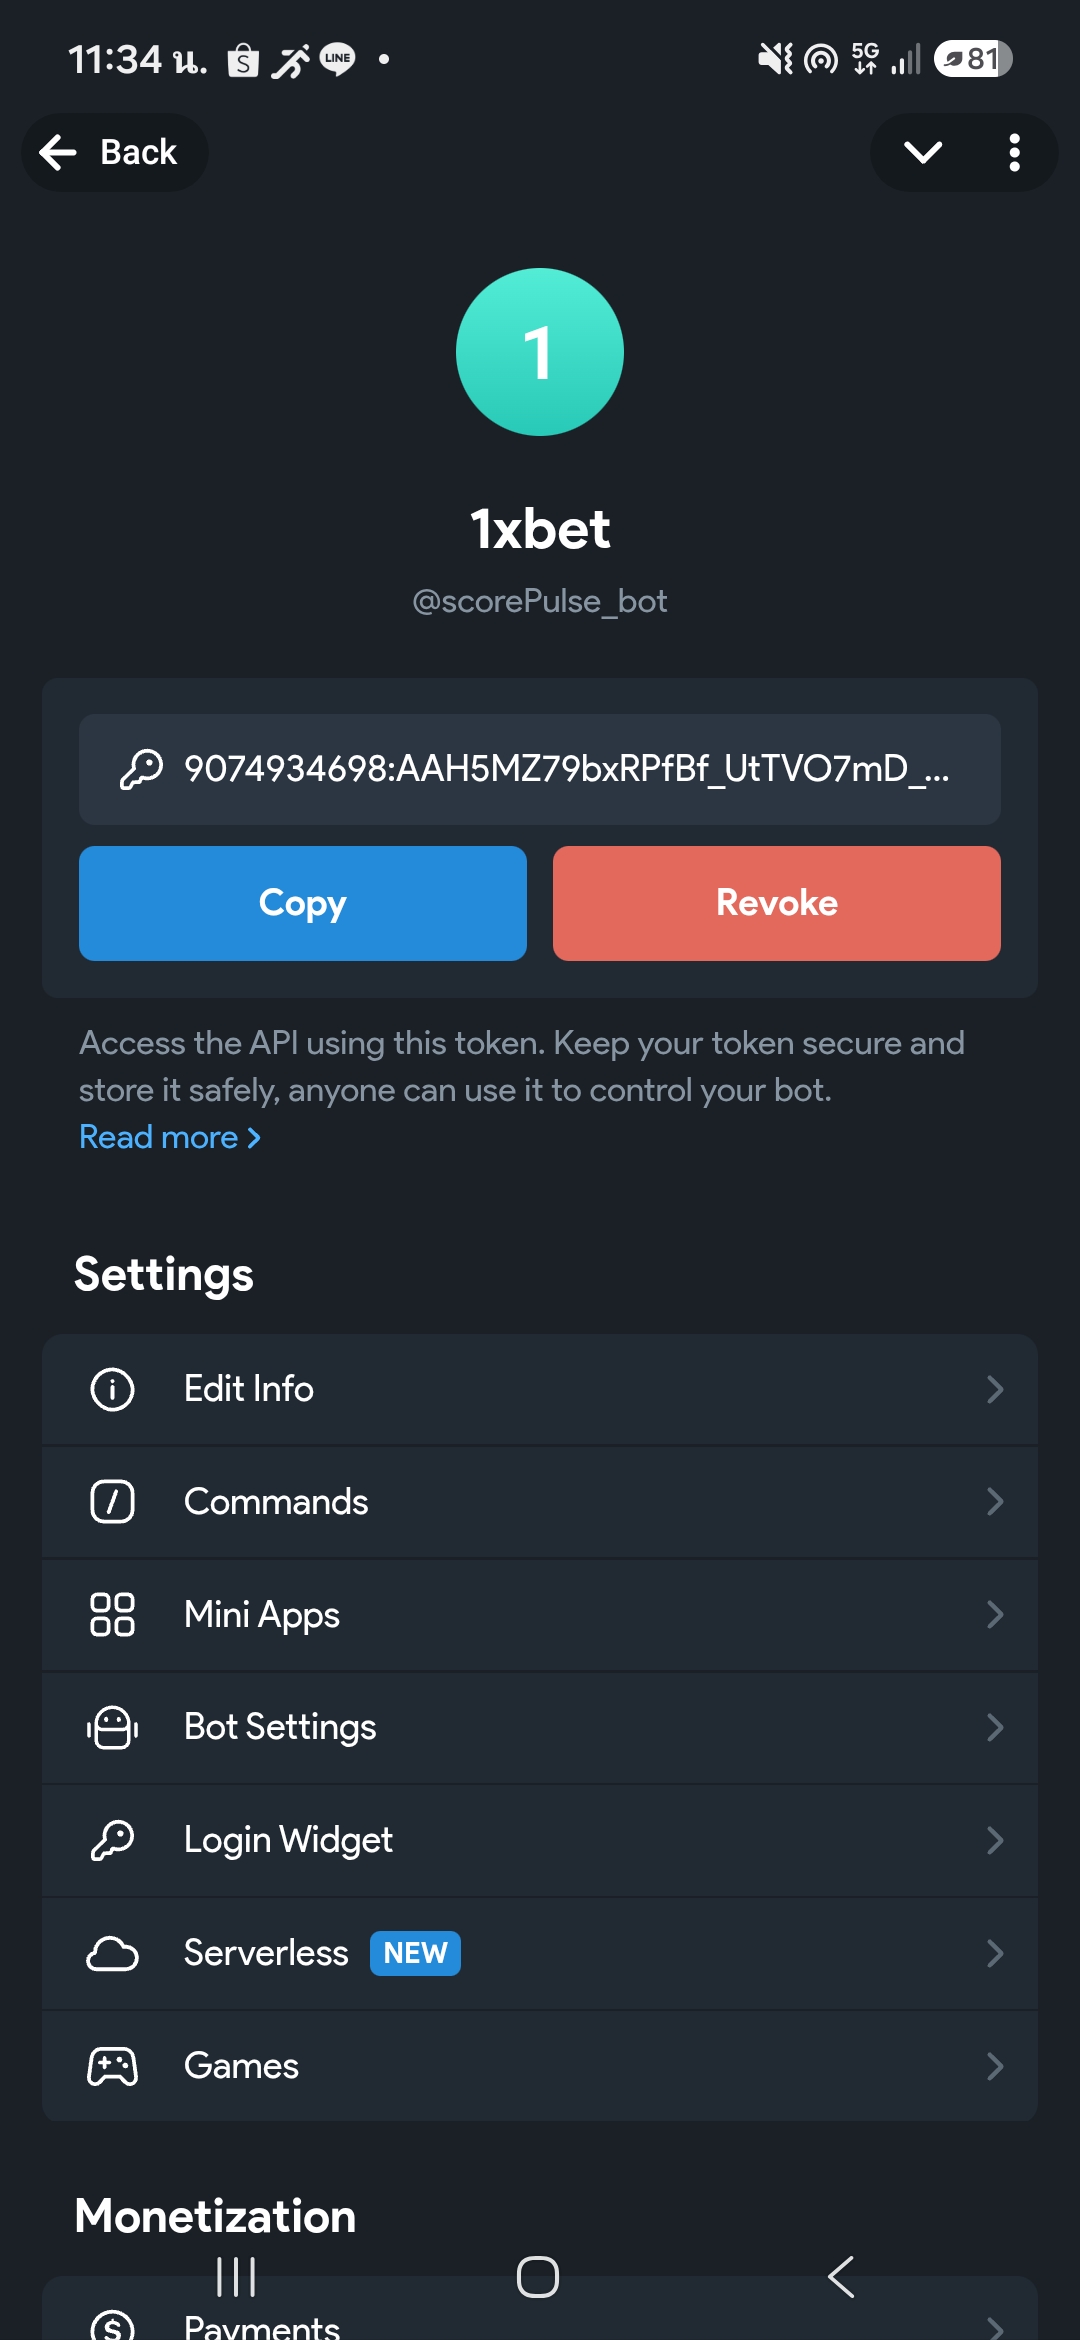 11:34 น. S LINE 5G 81
Back
1
1xbet
@scorePulse_bot
9074934698:AAH5MZ79bxRPfBf_UtTVO7mD_...
Copy Revoke
Access the API using this token. Keep your token secure and
store it safely, anyone can use it to control your bot.
Read more
Settings
Edit Info
Commands
Mini Apps
Bot Settings
Login Widget
Serverless NEW
Games
Monetization
Payments